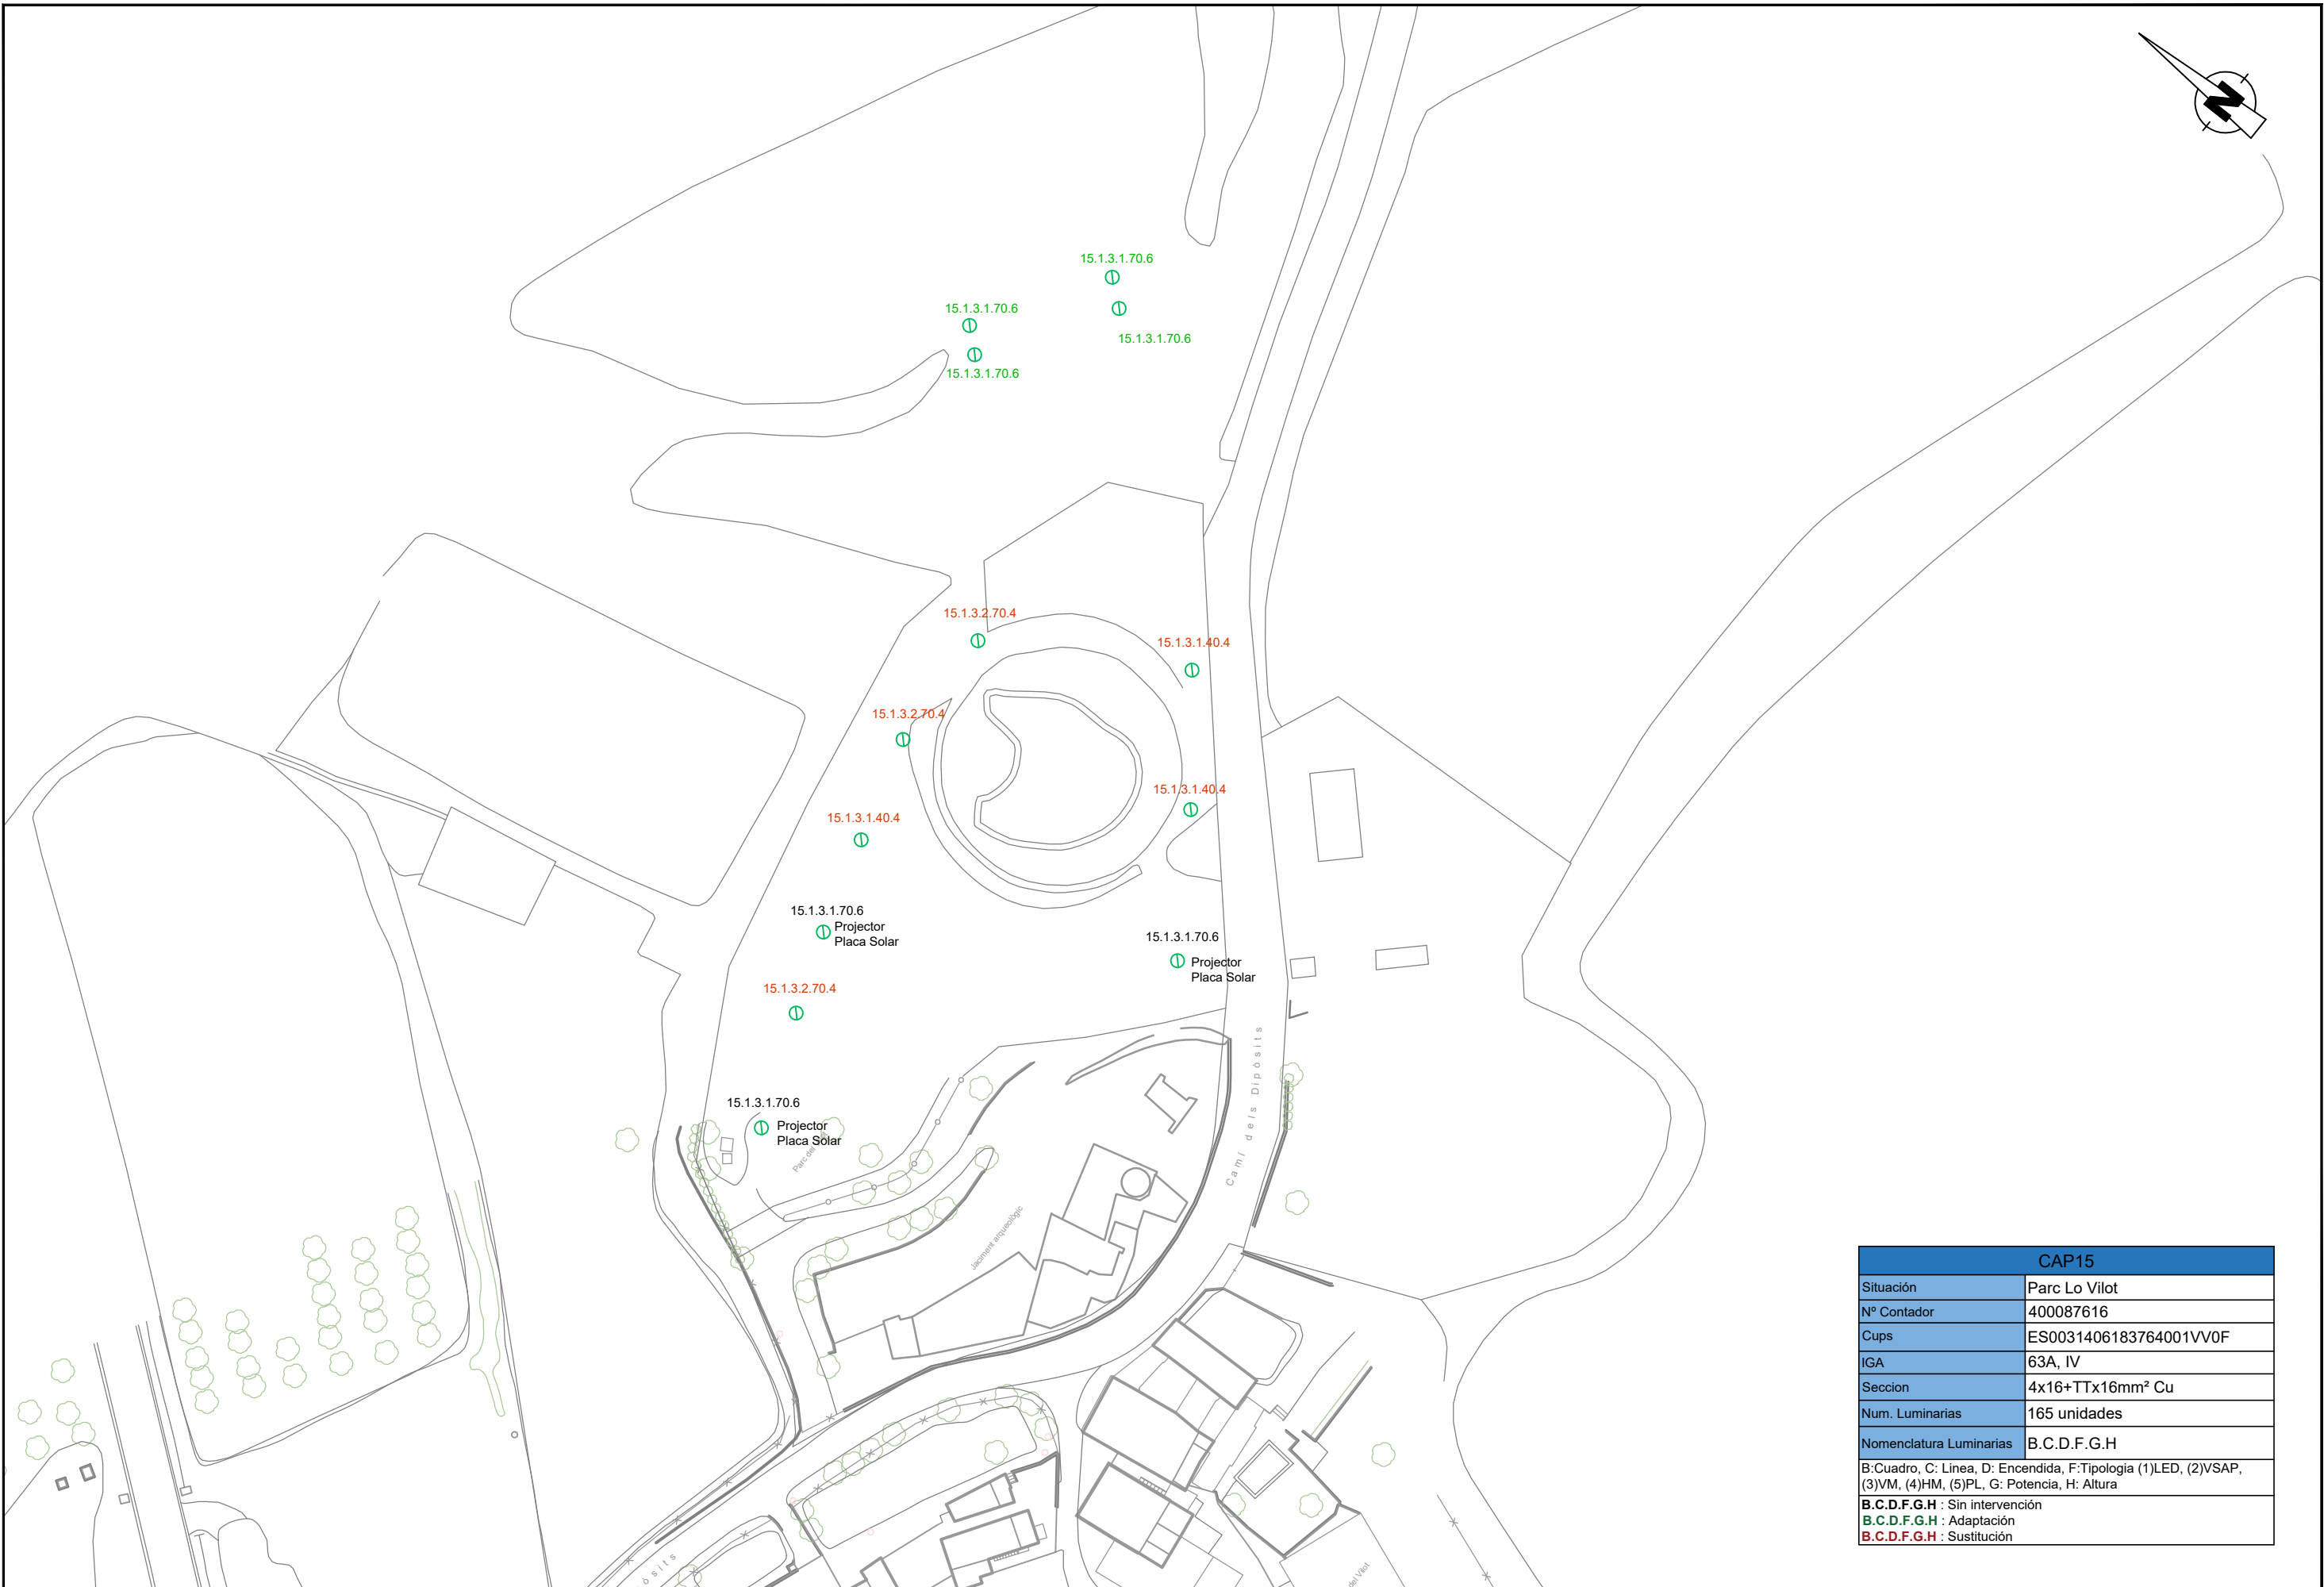 N
15.1.3.1.70.6
15.1.3.1.70.6
15.1.3.1.70.6
15.1.3.1.70.6
15.1.3.2.70.4
15.1.3.1.40.4
15.1.3.2.70.4
15.1.3.1.40.4
15.1.3.1.40.4
15.1.3.1.70.6
Projector
Placa Solar
15.1.3.1.70.6
Projector
Placa Solar
15.1.3.2.70.4
15.1.3.1.70.6
Projector
Placa Solar
Parc del
Camí dels Dipòsits
Jaciment arqueològic
òsits
del Vilot
CAP15
Situación Parc Lo Vilot
Nº Contador 400087616
Cups ES0031406183764001VV0F
IGA 63A, IV
Seccion 4x16+TTx16mm² Cu
Num. Luminarias 165 unidades
Nomenclatura Luminarias B.C.D.F.G.H
B:Cuadro, C: Linea, D: Encendida, F:Tipologia (1)LED, (2)VSAP,
(3)VM, (4)HM, (5)PL, G: Potencia, H: Altura
B.C.D.F.G.H : Sin intervención
B.C.D.F.G.H : Adaptación
B.C.D.F.G.H : Sustitución